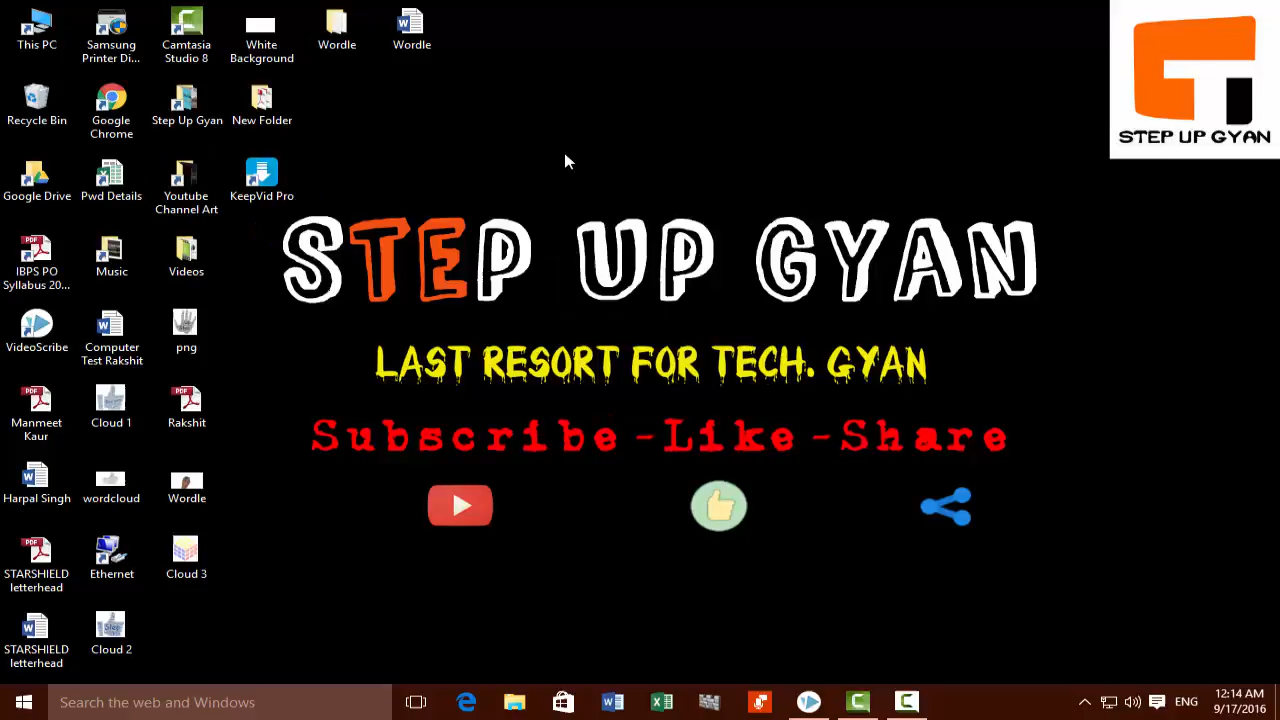 This PC
Samsung
Printer Di...
Camtasia
Studio 8
White
Background
Wordle
Wordle
STEP UP GYAN
Recycle Bin
Google
Chrome
Step Up Gyan
New Folder
Google Drive
Pwd Details
Youtube
Channel Art
KeepVid Pro
STEP UP GYAN
IBPS PO
Syllabus 20...
Music
Videos
VideoScribe
Computer
Test Rakshit
png
LAST RESORT FOR TECH. GYAN
Manmeet
Kaur
Cloud 1
Rakshit
Subscribe-Like-Share
Harpal Singh
wordcloud
Wordle
STARSHIELD
letterhead
Ethernet
Cloud 3
STARSHIELD
letterhead
Cloud 2
Search the web and Windows
ENG
12:14 AM
9/17/2016